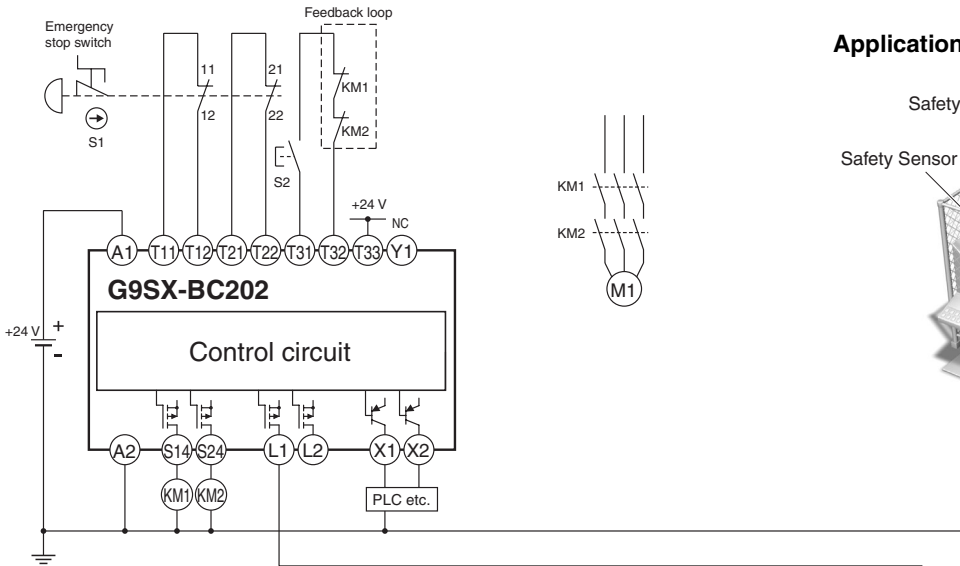 Feedback loop
Emergency
stop switch
Application
11
21
KM1
Safety
12
22
KM2
S1
S2
Safety Sensor
KM1
+24 V
NC
KM2
A1
T11
T12
T21
T22
T31
T32
T33
Y1
G9SX-BC202
M1
+24 V
+
-
Control circuit
A2
S14
S24
L1
L2
X1
X2
KM1
KM2
PLC etc.